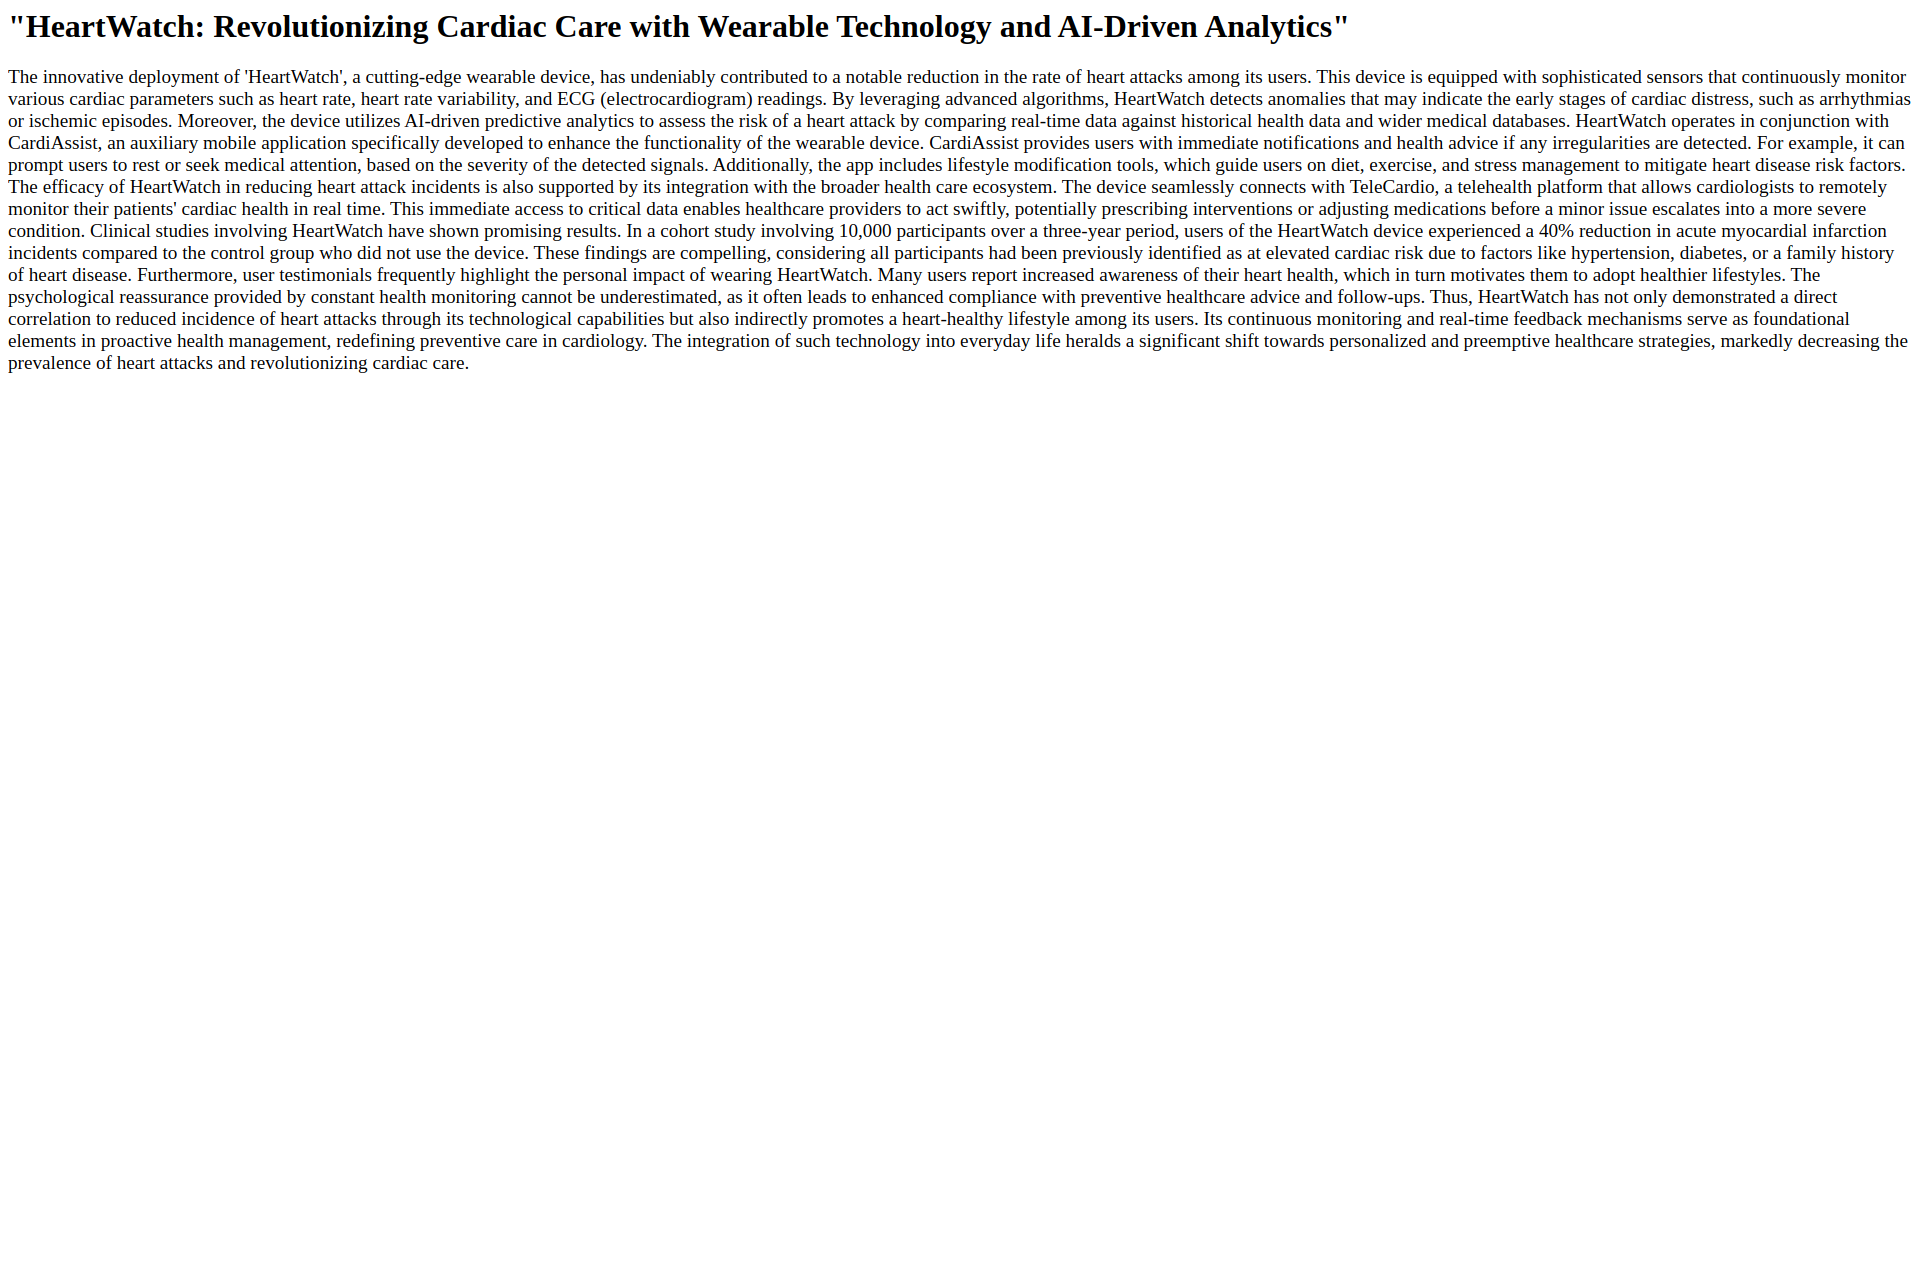 "HeartWatch: Revolutionizing Cardiac Care with Wearable Technology and AI-Driven Analytics"
The innovative deployment of 'HeartWatch', a cutting-edge wearable device, has undeniably contributed to a notable reduction in the rate of heart attacks among its users. This device is equipped with sophisticated sensors that continuously monitor
various cardiac parameters such as heart rate, heart rate variability, and ECG (electrocardiogram) readings. By leveraging advanced algorithms, HeartWatch detects anomalies that may indicate the early stages of cardiac distress, such as arrhythmias
or ischemic episodes. Moreover, the device utilizes AI-driven predictive analytics to assess the risk of a heart attack by comparing real-time data against historical health data and wider medical databases. HeartWatch operates in conjunction with
CardiAssist, an auxiliary mobile application specifically developed to enhance the functionality of the wearable device. CardiAssist provides users with immediate notifications and health advice if any irregularities are detected. For example, it can
prompt users to rest or seek medical attention, based on the severity of the detected signals. Additionally, the app includes lifestyle modification tools, which guide users on diet, exercise, and stress management to mitigate heart disease risk factors.
The efficacy of HeartWatch in reducing heart attack incidents is also supported by its integration with the broader health care ecosystem. The device seamlessly connects with TeleCardio, a telehealth platform that allows cardiologists to remotely
monitor their patients' cardiac health in real time. This immediate access to critical data enables healthcare providers to act swiftly, potentially prescribing interventions or adjusting medications before a minor issue escalates into a more severe
condition. Clinical studies involving HeartWatch have shown promising results. In a cohort study involving 10,000 participants over a three-year period, users of the HeartWatch device experienced a 40% reduction in acute myocardial infarction
incidents compared to the control group who did not use the device. These findings are compelling, considering all participants had been previously identified as at elevated cardiac risk due to factors like hypertension, diabetes, or a family history
of heart disease. Furthermore, user testimonials frequently highlight the personal impact of wearing HeartWatch. Many users report increased awareness of their heart health, which in turn motivates them to adopt healthier lifestyles. The
psychological reassurance provided by constant health monitoring cannot be underestimated, as it often leads to enhanced compliance with preventive healthcare advice and follow-ups. Thus, HeartWatch has not only demonstrated a direct
correlation to reduced incidence of heart attacks through its technological capabilities but also indirectly promotes a heart-healthy lifestyle among its users. Its continuous monitoring and real-time feedback mechanisms serve as foundational
elements in proactive health management, redefining preventive care in cardiology. The integration of such technology into everyday life heralds a significant shift towards personalized and preemptive healthcare strategies, markedly decreasing the
prevalence of heart attacks and revolutionizing cardiac care.